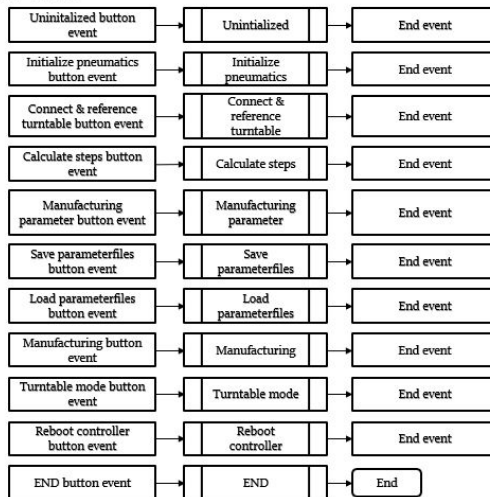 Uninitalized button
event
Unintialized
End event
Initialize pneumatics
button event
Initialize
pneumatics
End event
Connect & reference
turntable button event
Connect &
reference
turntable
End event
Calculate steps button
event
Calculate steps
End event
Manufacturing
parameter button event
Manufacturing
parameter
End event
Save parameterfiles
button event
Save
parameterfiles
End event
Load parameterfiles
button event
Load
parameterfiles
End event
Manufacturing button
event
Manufacturing
End event
Turntable mode button
event
Turntable mode
End event
Reboot controller
button event
Reboot
controller
End event
END button event
END
End